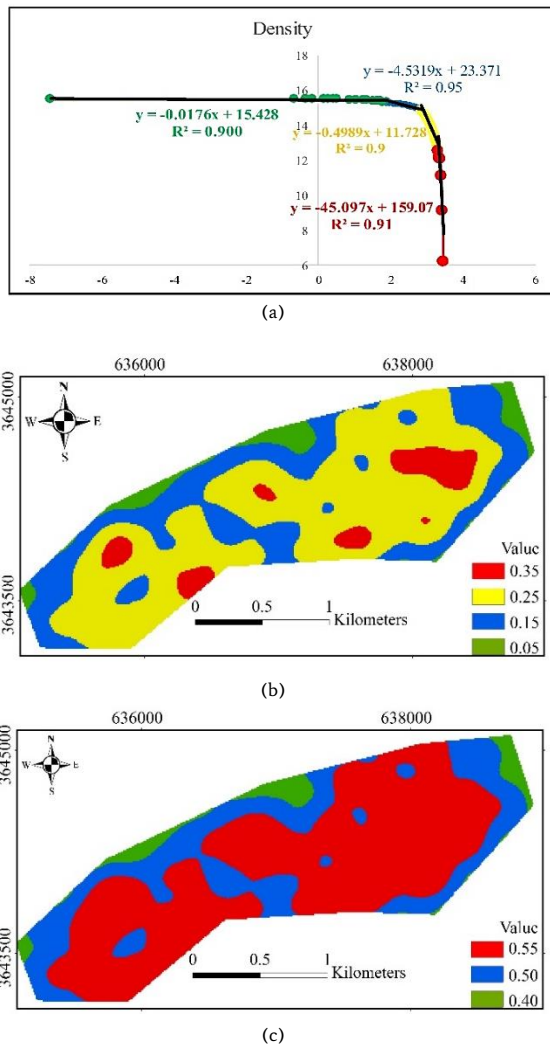 Density
18
16
14
12
10
8
6
y = -4.5319x + 23.371
R² = 0.95
y = -0.0176x + 15.428
R² = 0.900
y = -0.4989x + 11.728
R² = 0.9
y = -45.097x + 159.07
R² = 0.91
-8 -6 -4 -2 0 2 4 6
(a)
636000 638000
3645000
3643500
N
W E
S
0 0.5 1
Kilometers
Value
0.35
0.25
0.15
0.05
(b)
636000 638000
3645000
3643500
N
W E
S
0 0.5 1
Kilometers
Value
0.55
0.50
0.40
(c)